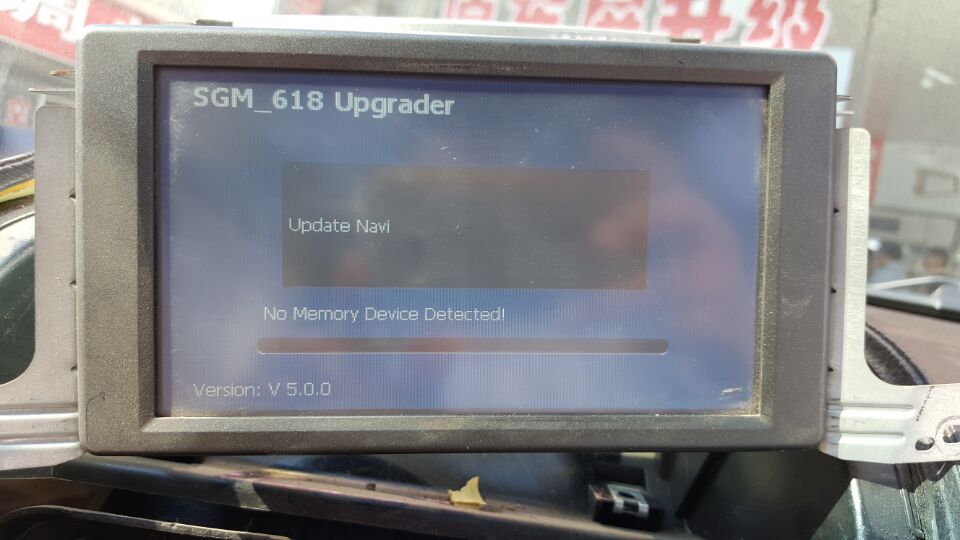 SGM_618 Upgrader
Update Navi
No Memory Device Detected!
Version: V 5.0.0